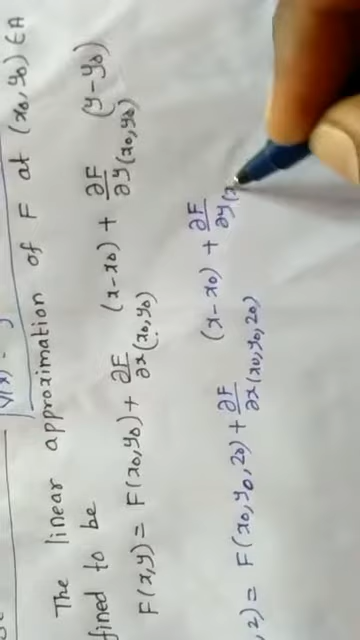 The linear approximation of F at (x0, y0) ∈ A
fined to be
F(x,y) = F(x0,y0) + ∂F/∂x(x0,y0) (x-x0) + ∂F/∂y(x0,y0) (y-y0)
,z) = F(x0,y0,z0) + ∂F/∂x(x0,y0,z0) (x-x0) + ∂F/∂y(x